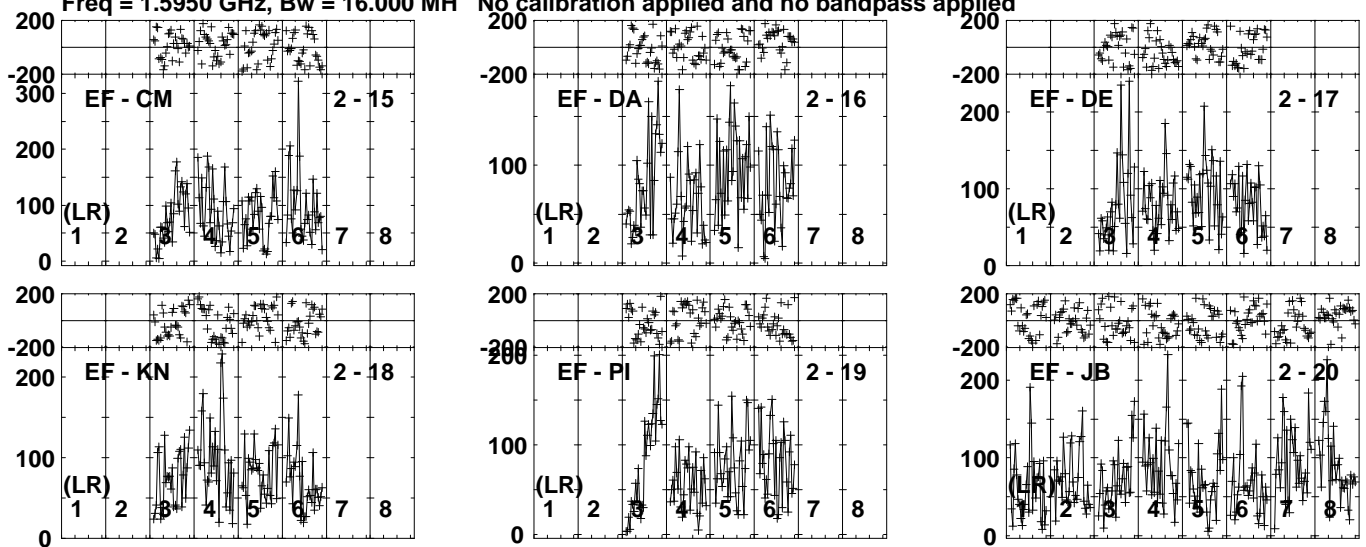 Freq = 1.5950 GHz, Bw = 16.000 MH No calibration applied and no bandpass applied
200
-200
300
200
100
0
EF - CM 2 - 15
(LR)
1 2 3 4 5 6 7 8
200
-200
100
0
EF - DA 2 - 16
(LR)
1 2 3 4 5 6 7 8
200
-200
200
100
0
EF - DE 2 - 17
(LR)
1 2 3 4 5 6 7 8
200
-200
200
100
0
EF - KN 2 - 18
(LR)
1 2 3 4 5 6 7 8
200
-200
200
100
0
EF - PI 2 - 19
(LR)
1 2 3 4 5 6 7 8
200
-200
200
100
0
EF - JB 2 - 20
(LR)
1 2 3 4 5 6 7 8